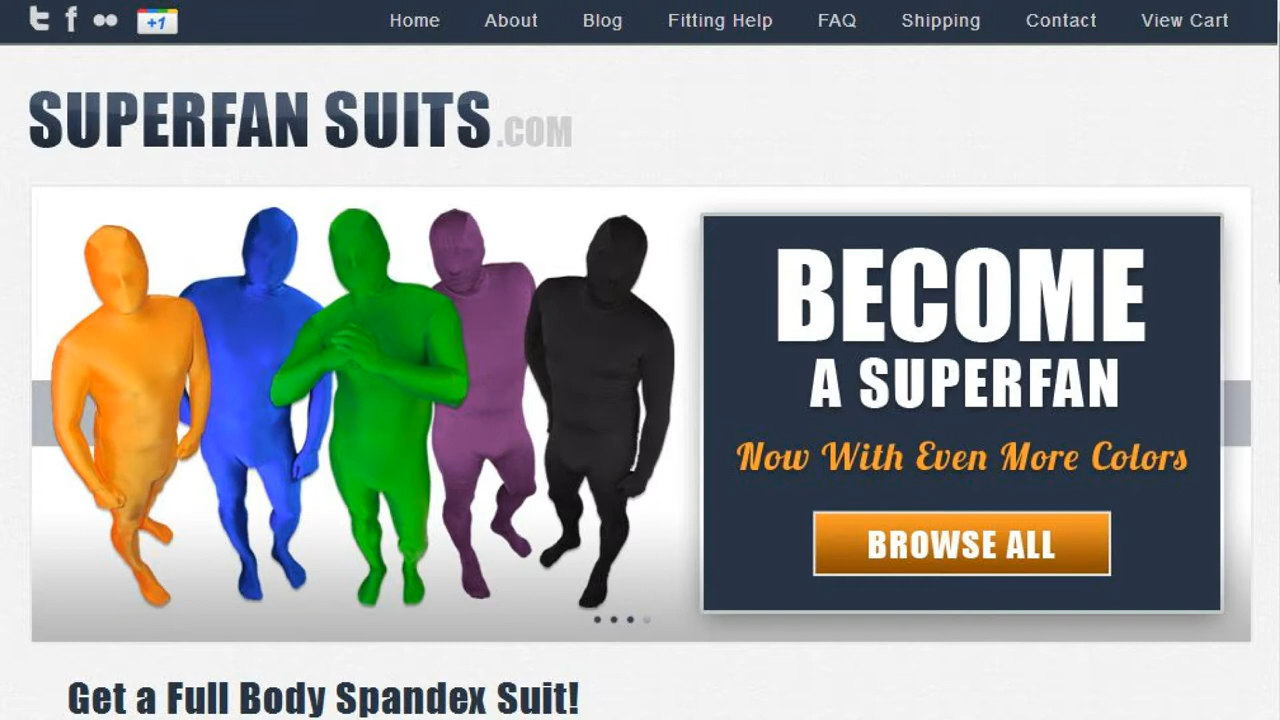 +1 Home About Blog Fitting Help FAQ Shipping Contact View Cart
SUPERFAN SUITS.COM
BECOME
A SUPERFAN
Now With Even More Colors
BROWSE ALL
Get a Full Body Spandex Suit!